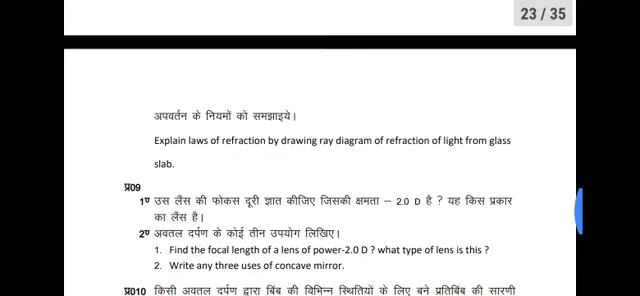 23 / 35
अपवर्तन के नियमों को समझाइये।
Explain laws of refraction by drawing ray diagram of refraction of light from glass
slab.
प्र09
1ण उस लैंस की फोकस दूरी ज्ञात कीजिए जिसकी क्षमता – 2.0 D है ? यह किस प्रकार
का लैंस है।
2ण अवतल दर्पण के कोई तीन उपयोग लिखिए।
1. Find the focal length of a lens of power-2.0 D ? what type of lens is this ?
2. Write any three uses of concave mirror.
प्र010 किसी अवतल दर्पण द्वारा बिंब की विभिन्न स्थितियों के लिए बने प्रतिबिंब की सारणी